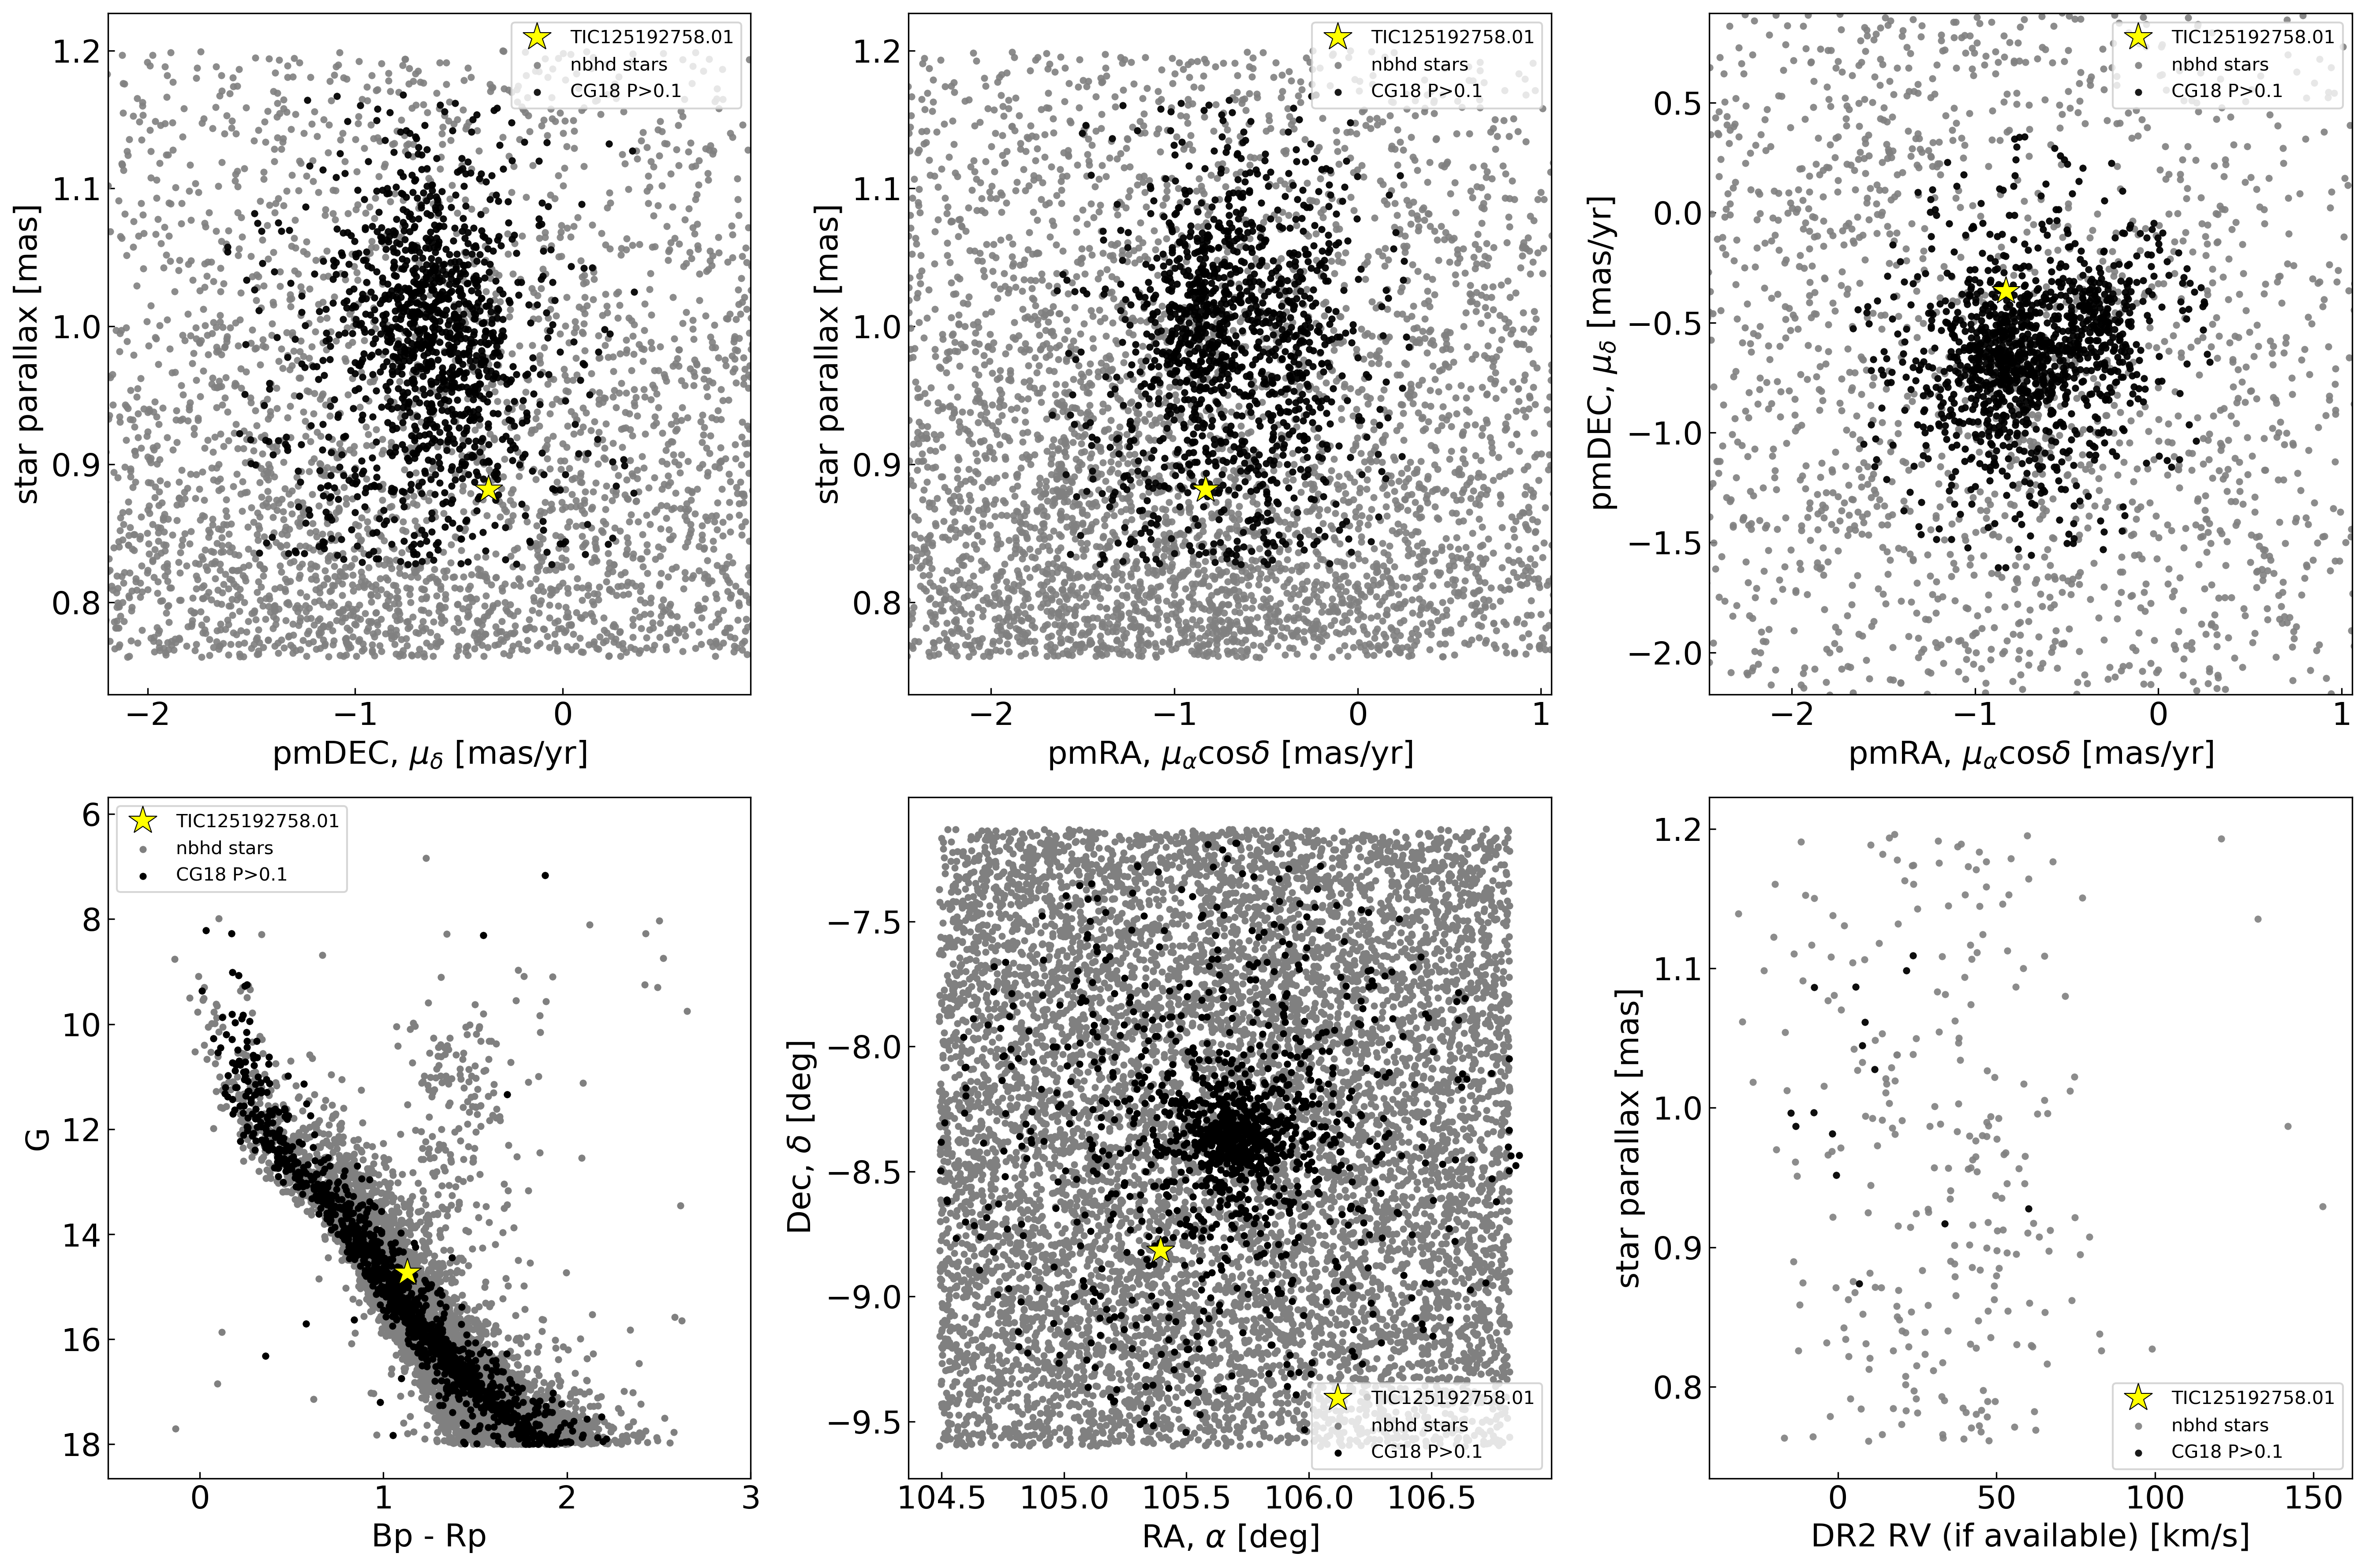 1.2
1.1
1.0
0.9
0.8
star parallax [mas]
−2
−1
0
pmDEC, μδ [mas/yr]
TIC125192758.01
nbhd stars
CG18 P>0.1
1.2
1.1
1.0
0.9
0.8
star parallax [mas]
−2
−1
0
1
pmRA, μαcosδ [mas/yr]
TIC125192758.01
nbhd stars
CG18 P>0.1
0.5
0.0
−0.5
−1.0
−1.5
−2.0
pmDEC, μδ [mas/yr]
−2
−1
0
1
pmRA, μαcosδ [mas/yr]
TIC125192758.01
nbhd stars
CG18 P>0.1
6
8
10
12
14
16
18
G
0
1
2
3
Bp - Rp
TIC125192758.01
nbhd stars
CG18 P>0.1
−7.5
−8.0
−8.5
−9.0
−9.5
Dec, δ [deg]
104.5
105.0
105.5
106.0
106.5
RA, α [deg]
TIC125192758.01
nbhd stars
CG18 P>0.1
1.2
1.1
1.0
0.9
0.8
star parallax [mas]
0
50
100
150
DR2 RV (if available) [km/s]
TIC125192758.01
nbhd stars
CG18 P>0.1